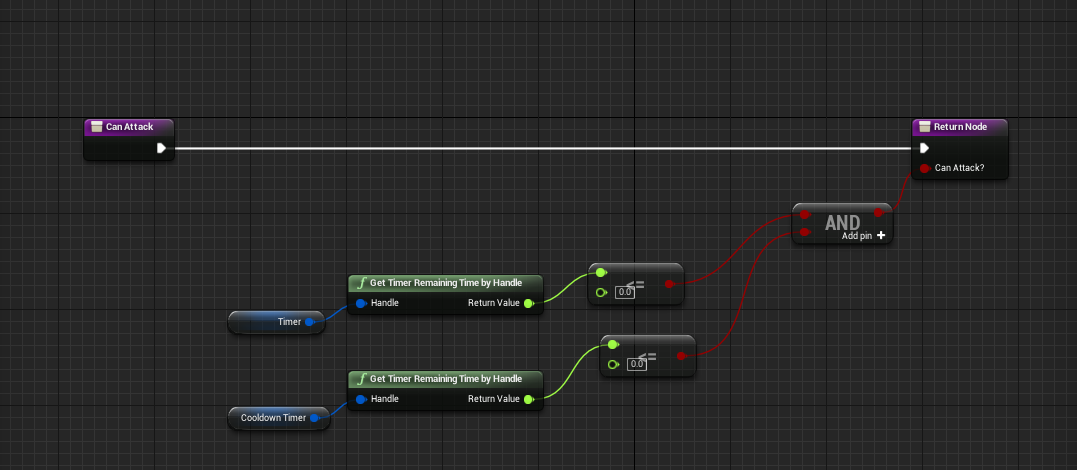 Can Attack
Return Node
Can Attack?
AND
Add pin
Get Timer Remaining Time by Handle
Handle
Return Value
<=
0.0
Timer
<=
0.0
Get Timer Remaining Time by Handle
Handle
Return Value
Cooldown Timer